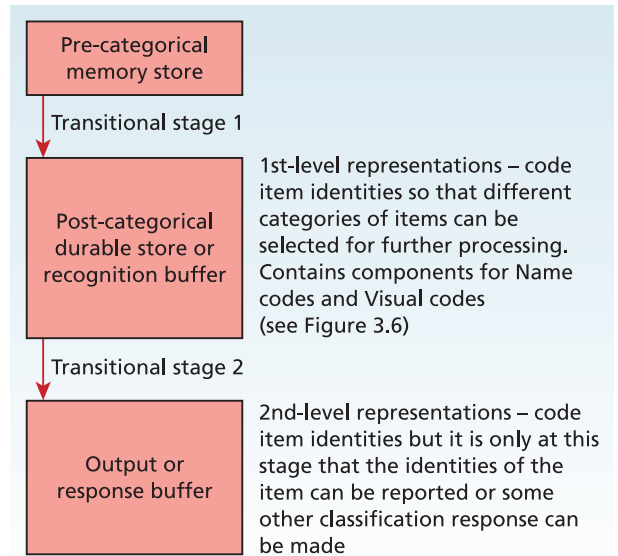 Pre-categorical
memory store
Transitional stage 1
Post-categorical
durable store or
recognition buffer
1st-level representations – code
item identities so that different
categories of items can be
selected for further processing.
Contains components for Name
codes and Visual codes
(see Figure 3.6)
Transitional stage 2
Output or
response buffer
2nd-level representations – code
item identities but it is only at this
stage that the identities of the
item can be reported or some
other classification response can
be made